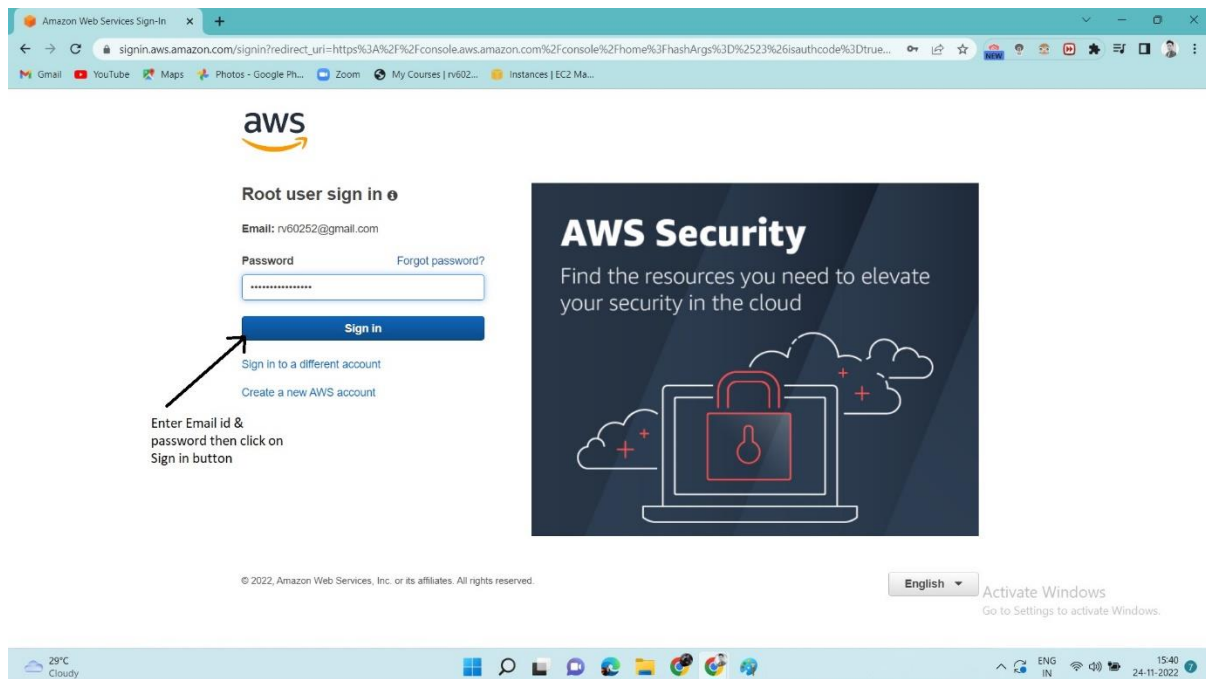 Amazon Web Services Sign-In
signin.aws.amazon.com/signin?redirect_uri=https%3A%2F%2Fconsole.aws.amazon.com%2Fconsole%2Fhome%3FhashArgs%3D%2523%26isauthcode%3Dtrue...
NEW
Gmail YouTube Maps Photos - Google Ph... Zoom My Courses | rv602... Instances | EC2 Ma...
aws
Root user sign in
Email: rv60252@gmail.com
Password Forgot password?
Sign in
Sign in to a different account
Create a new AWS account
Enter Email id &
password then click on
Sign in button
AWS Security
Find the resources you need to elevate
your security in the cloud
© 2022, Amazon Web Services, Inc. or its affiliates. All rights reserved.
English
Activate Windows
Go to Settings to activate Windows.
29°C
Cloudy
ENG
IN
15:40
24-11-2022